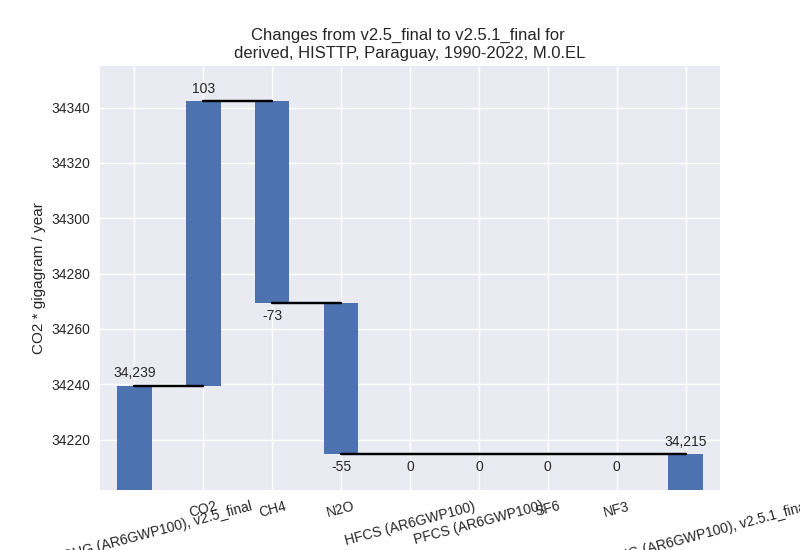 Changes from v2.5_final to v2.5.1_final for
derived, HISTTP, Paraguay, 1990-2022, M.0.EL
CO2 * gigagram / year
34340
34320
34300
34280
34260
34240
34220
34,239
103
-73
-55
0
0
0
0
34,215
(AR6GWP100), v2.5_final
CO2
CH4
N2O
HFCS (AR6GWP100)
PFCS (AR6GWP100)
SF6
NF3
(AR6GWP100), v2.5.1_fina